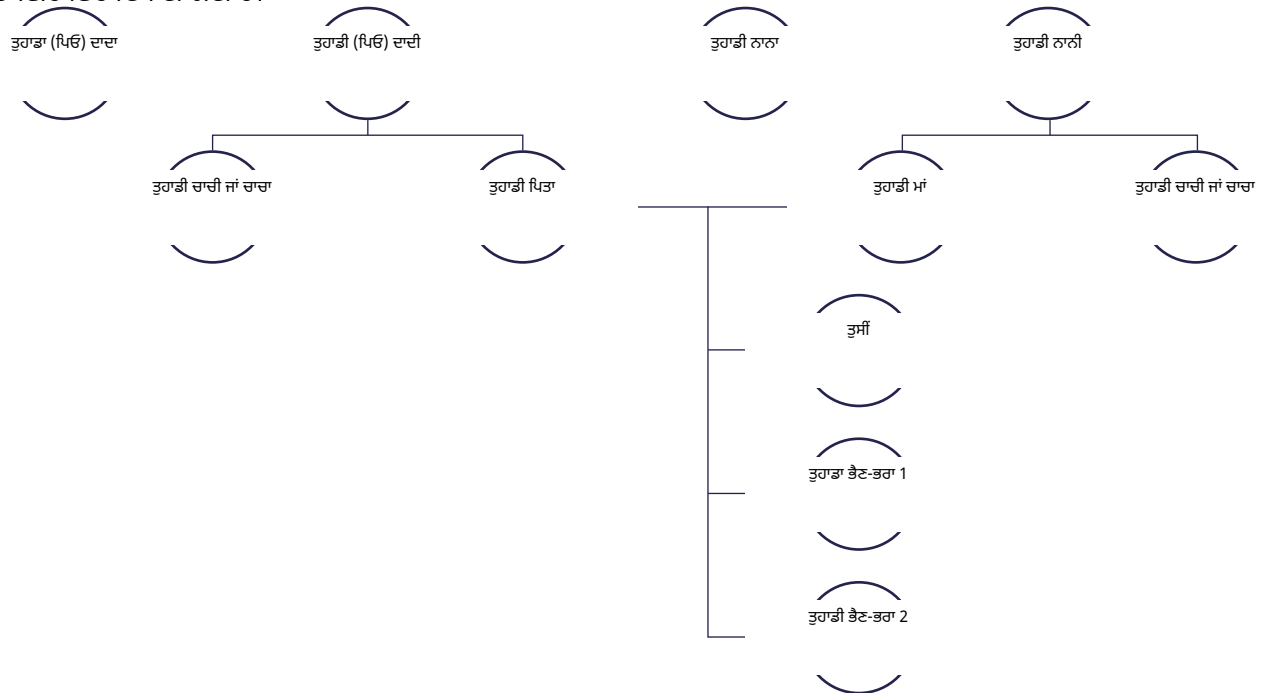 ਤੁਹਾਡਾ (ਪਿਓ) ਦਾਦਾ
ਤੁਹਾਡੀ (ਪਿਓ) ਦਾਦੀ
ਤੁਹਾਡੀ ਨਾਨਾ
ਤੁਹਾਡੀ ਨਾਨੀ
ਤੁਹਾਡੀ ਚਾਚੀ ਜਾਂ ਚਾਚਾ
ਤੁਹਾਡੀ ਪਿਤਾ
ਤੁਹਾਡੀ ਮਾਂ
ਤੁਹਾਡੀ ਚਾਚੀ ਜਾਂ ਚਾਚਾ
ਤੁਸੀਂ
ਤੁਹਾਡਾ ਭੈਣ-ਭਰਾ 1
ਤੁਹਾਡੀ ਭੈਣ-ਭਰਾ 2